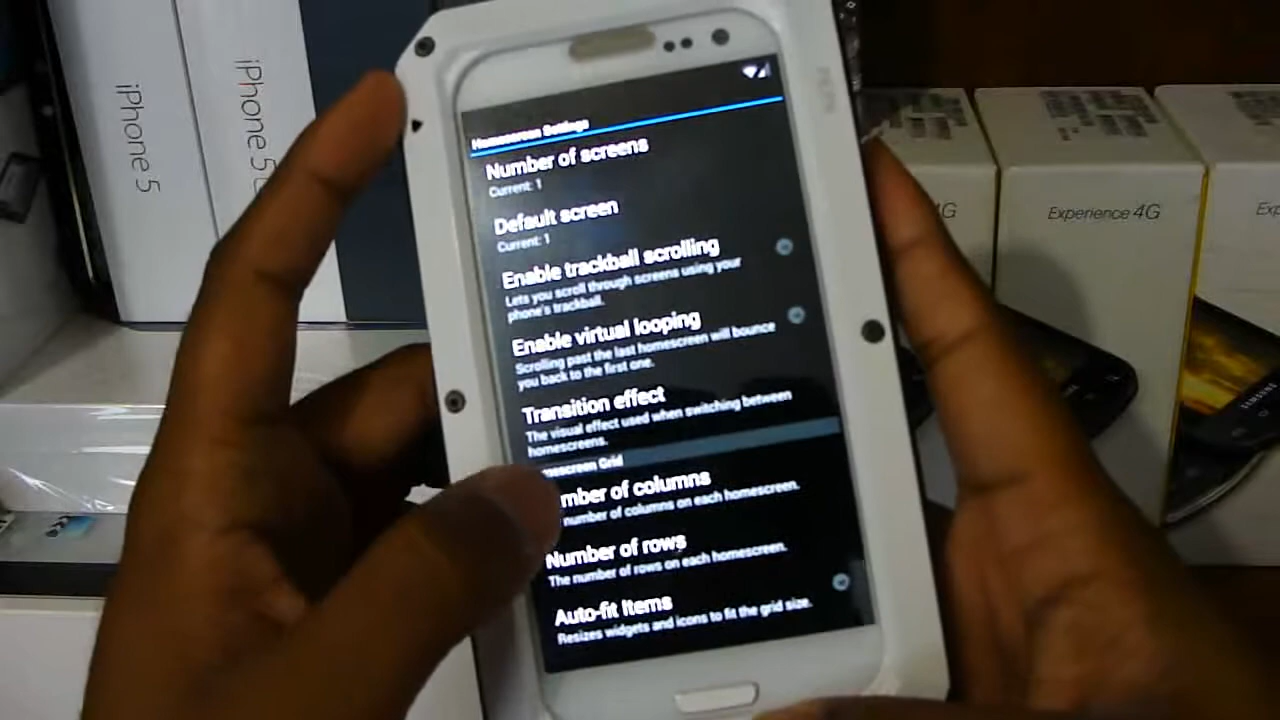 iPhone 5
iPhone 5
Homescreen Settings
Number of screens
Current: 1
Default screen
Current: 1
Enable trackball scrolling
Lets you scroll through screens using your
phone's trackball.
Enable virtual looping
Scrolling past the last homescreen will bounce
you back to the first one.
Transition effect
The visual effect used when switching between
homescreens.
mescreen Grid
mber of columns
number of columns on each homescreen.
Number of rows
The number of rows on each homescreen.
Auto-fit items
Resizes widgets and icons to fit the grid size.
4G
Experience 4G
Exp
SAMSUNG